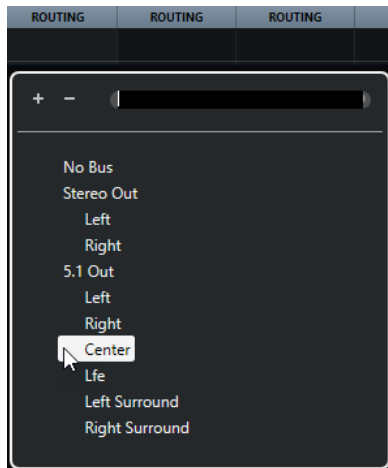 ROUTING ROUTING ROUTING
+ −
No Bus
Stereo Out
Left
Right
5.1 Out
Left
Right
Center
Lfe
Left Surround
Right Surround